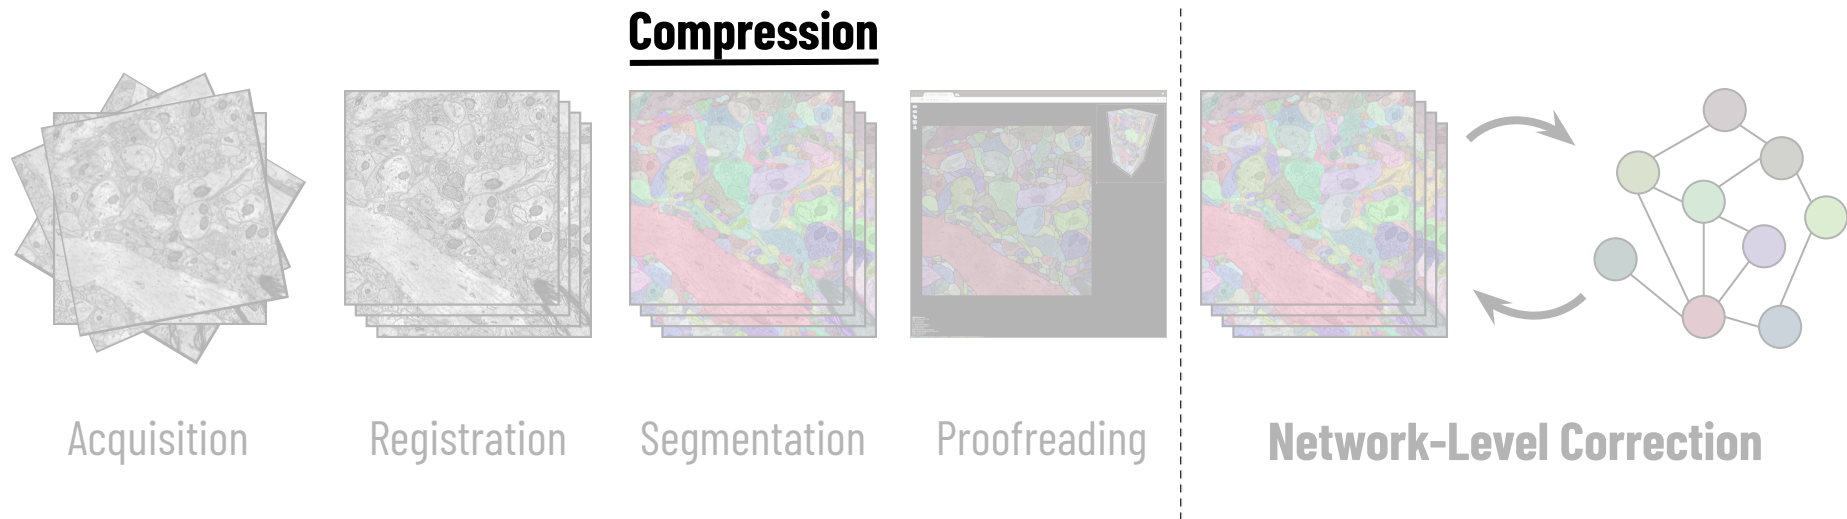 Compression
Acquisition
Registration
Segmentation
Proofreading
Network-Level Correction